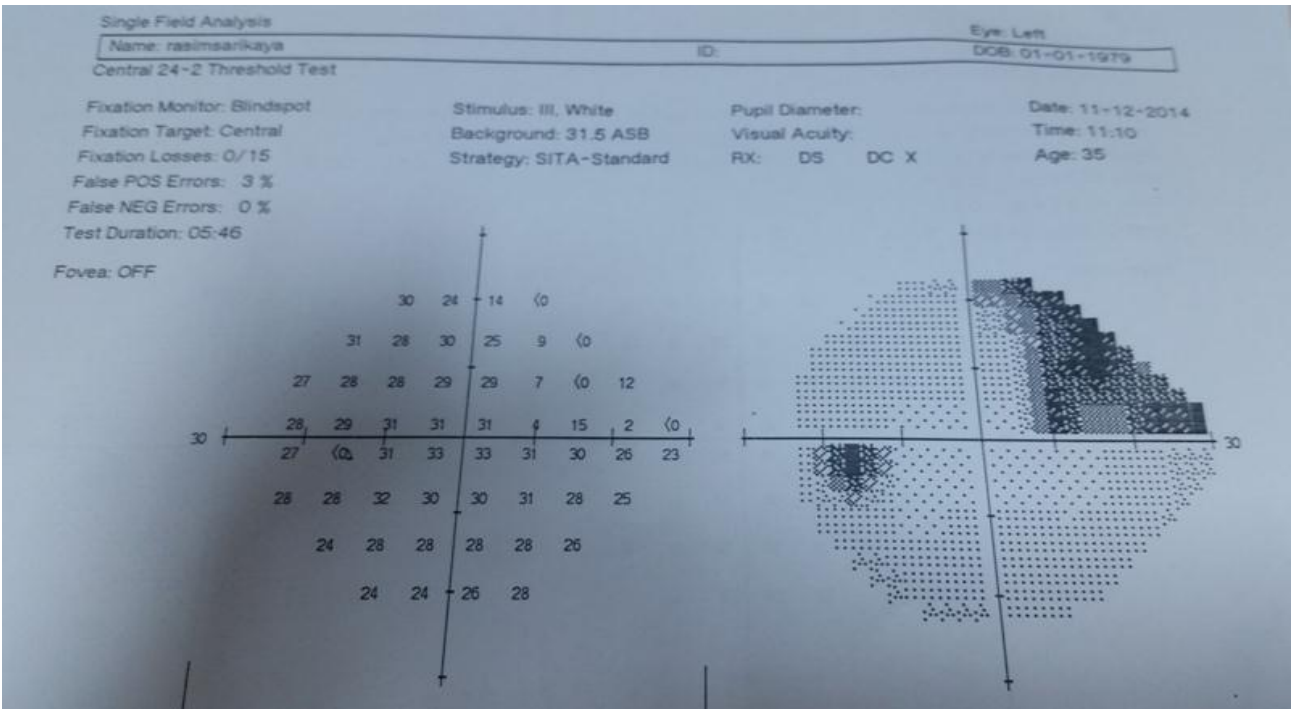 Single Field Analysis
Eye: Left
Name: rasimsarikaya ID: DOB: 01-01-1979
Central 24-2 Threshold Test
Fixation Monitor: Blindspot Stimulus: III, White Pupil Diameter: Date: 11-12-2014
Fixation Target: Central Background: 31.5 ASB Visual Acuity: Time: 11:10
Fixation Losses: 0/15 Strategy: SITA-Standard RX: DS DC X Age: 35
False POS Errors: 3 %
False NEG Errors: 0 %
Test Duration: 05:46
Fovea: OFF
30 24 14 <0
31 28 30 25 9 <0
27 28 28 29 29 7 <0 12
28 29 31 31 31 4 15 2 <0
30 30
27 <0 31 33 33 31 30 26 23
28 28 32 30 30 31 28 25
24 28 28 28 28 26
24 24 26 28